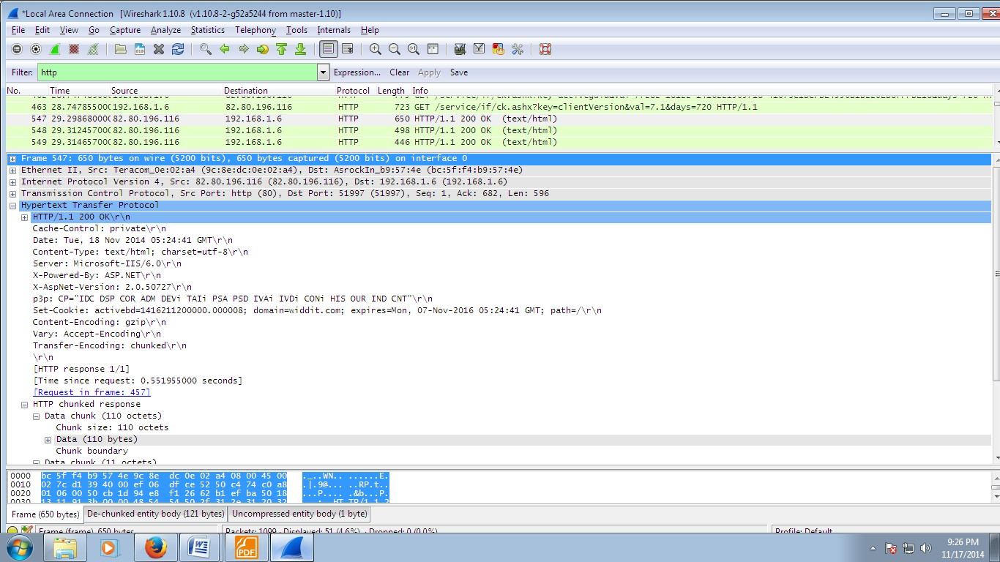 *Local Area Connection [Wireshark 1.10.8 (v1.10.8-2-g52a5244 from master-1.10)]
File Edit View Go Capture Analyze Statistics Telephony Tools Internals Help
Filter: http Expression... Clear Apply Save
No. Time Source Destination Protocol Length Info
463 28.747855000 192.168.1.6 82.80.196.116 HTTP 723 GET /service/if/ck.ashx?key=clientVersion&val=7.1&days=720 HTTP/1.1
547 29.298680000 82.80.196.116 192.168.1.6 HTTP 650 HTTP/1.1 200 OK (text/html)
548 29.312457000 82.80.196.116 192.168.1.6 HTTP 498 HTTP/1.1 200 OK (text/html)
549 29.314657000 82.80.196.116 192.168.1.6 HTTP 446 HTTP/1.1 200 OK (text/html)
Frame 547: 650 bytes on wire (5200 bits), 650 bytes captured (5200 bits) on interface 0
Ethernet II, Src: Teracom_0e:02:a4 (9c:8e:dc:0e:02:a4), Dst: AsrockIn_b9:57:4e (bc:5f:f4:b9:57:4e)
Internet Protocol Version 4, Src: 82.80.196.116 (82.80.196.116), Dst: 192.168.1.6 (192.168.1.6)
Transmission Control Protocol, Src Port: http (80), Dst Port: 51997 (51997), Seq: 1, Ack: 682, Len: 596
Hypertext Transfer Protocol
HTTP/1.1 200 OK\r\n
Cache-Control: private\r\n
Date: Tue, 18 Nov 2014 05:24:41 GMT\r\n
Content-Type: text/html; charset=utf-8\r\n
Server: Microsoft-IIS/6.0\r\n
X-Powered-By: ASP.NET\r\n
X-AspNet-Version: 2.0.50727\r\n
p3p: CP="IDC DSP COR ADM DEVi TAIi PSA PSD IVAi IVDi CONi HIS OUR IND CNT"\r\n
Set-Cookie: activebd=1416211200000.000008; domain=widdit.com; expires=Mon, 07-Nov-2016 05:24:41 GMT; path=/\r\n
Content-Encoding: gzip\r\n
Vary: Accept-Encoding\r\n
Transfer-Encoding: chunked\r\n
\r\n
[HTTP response 1/1]
[Time since request: 0.551955000 seconds]
[Request in frame: 457]
HTTP chunked response
Data chunk (110 octets)
Chunk size: 110 octets
Data (110 bytes)
Chunk boundary
Data chunk (11 octets)
0000 bc 5f f4 b9 57 4e 9c 8e dc 0e 02 a4 08 00 45 00 ._..WN.. ......E.
0010 02 7c d1 39 40 00 ef 06 df ce 52 50 c4 74 c0 a8 .|.9@... ..RP.t..
0020 01 06 00 50 cb 1d 94 e8 f1 26 62 b1 ef ba 50 18 ...P.... .&b...P.
Frame (650 bytes) De-chunked entity body (121 bytes) Uncompressed entity body (1 byte)
Frame (frame), 650 bytes Packets: 1099 · Displayed: 51 (4.6%) · Dropped: 0 (0.0%) Profile: Default
PDF
9:26 PM
11/17/2014